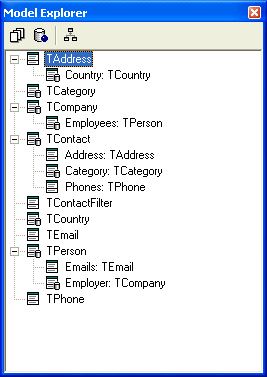 Model Explorer
TAddress
Country: TCountry
TCategory
TCompany
Employees: TPerson
TContact
Address: TAddress
Category: TCategory
Phones: TPhone
TContactFilter
TCountry
TEmail
TPerson
Emails: TEmail
Employer: TCompany
TPhone